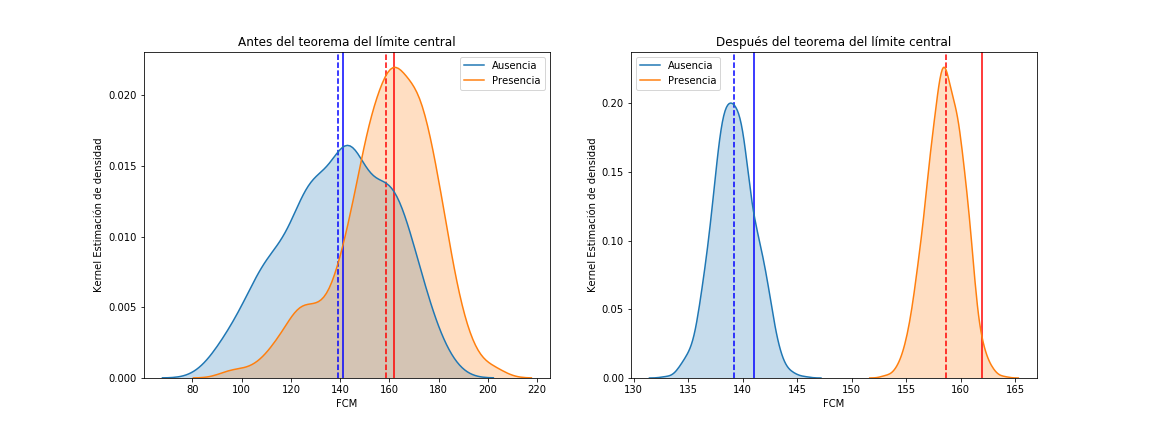 Antes del teorema del límite central
Kernel Estimación de densidad
0.020
0.015
0.010
0.005
0.000
Ausencia
Presencia
80 100 120 140 160 180 200 220
FCM
Después del teorema del límite central
Kernel Estimación de densidad
0.20
0.15
0.10
0.05
0.00
Ausencia
Presencia
130 135 140 145 150 155 160 165
FCM